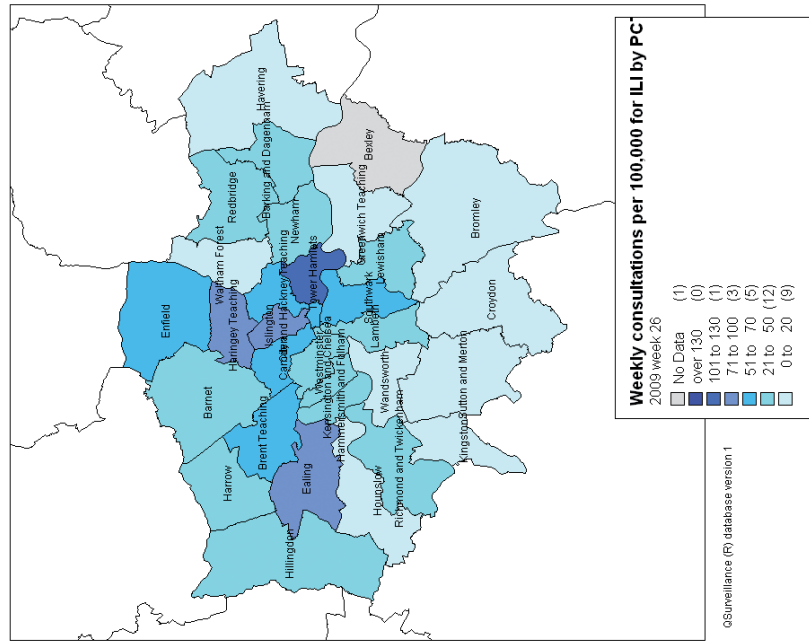 Enfield
Havering
Redbridge
Barking and Dagenham
Waltham Forest
Haringey Teaching
Barnet
Harrow
Brent Teaching
Islington
City and Hackney Teaching
Camden
Newham
Tower Hamlets
Bexley
Greenwich Teaching
Hillingdon
Ealing
Westminster
Kensington and Chelsea
Hammersmith and Fulham
Southwark
Lambeth
Lewisham
Wandsworth
Hounslow
Richmond and Twickenham
Bromley
Croydon
Sutton and Merton
Kingston
Weekly consultations per 100,000 for ILI by PC
2009 week 26
No Data (1)
over 130 (0)
101 to 130 (1)
71 to 100 (3)
51 to 70 (5)
21 to 50 (12)
0 to 20 (9)
QSurveillance (R) database version 1